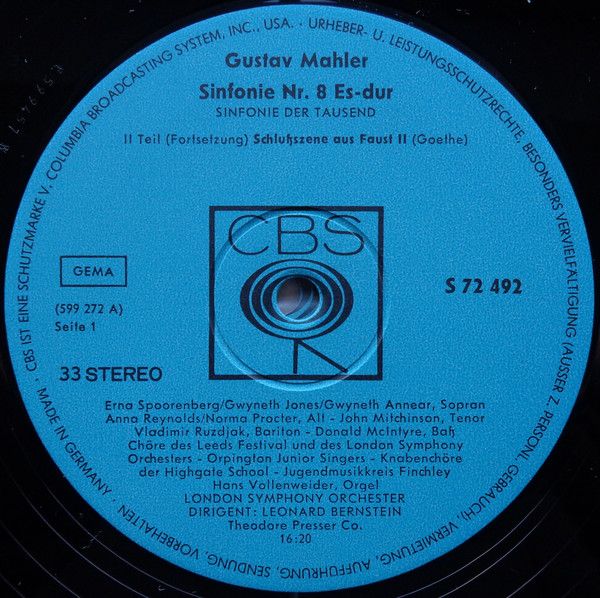 CBS IST EINE SCHUTZMARKE V. COLUMBIA BROADCASTING SYSTEM, INC., USA. · URHEBER- U. LEISTUNGSSCHUTZRECHTE, BESONDERS VERVIELFÄLTIGUNG (AUSSER Z. PERSÖNL. GEBRAUCH), VERMIETUNG, AUFFÜHRUNG, SENDUNG, VORBEHALTEN · MADE IN GERMANY ·
Gustav Mahler
Sinfonie Nr. 8 Es-dur
SINFONIE DER TAUSEND
II Teil (Fortsetzung) Schlußszene aus Faust II (Goethe)
CBS
GEMA
S 72 492
(599 272 A)
Seite 1
33 STEREO
Erna Spoorenberg/Gwyneth Jones/Gwyneth Annear, Sopran
Anna Reynolds/Norma Procter, Alt - John Mitchinson, Tenor
Vladimir Ruzdjak, Bariton - Donald McIntyre, Baß
Chöre des Leeds Festival und des London Symphony
Orchesters - Orpington Junior Singers - Knabenchöre
der Highgate School - Jugendmusikkreis Finchley
Hans Vollenweider, Orgel
LONDON SYMPHONY ORCHESTER
DIRIGENT: LEONARD BERNSTEIN
Theodore Presser Co.
16:20